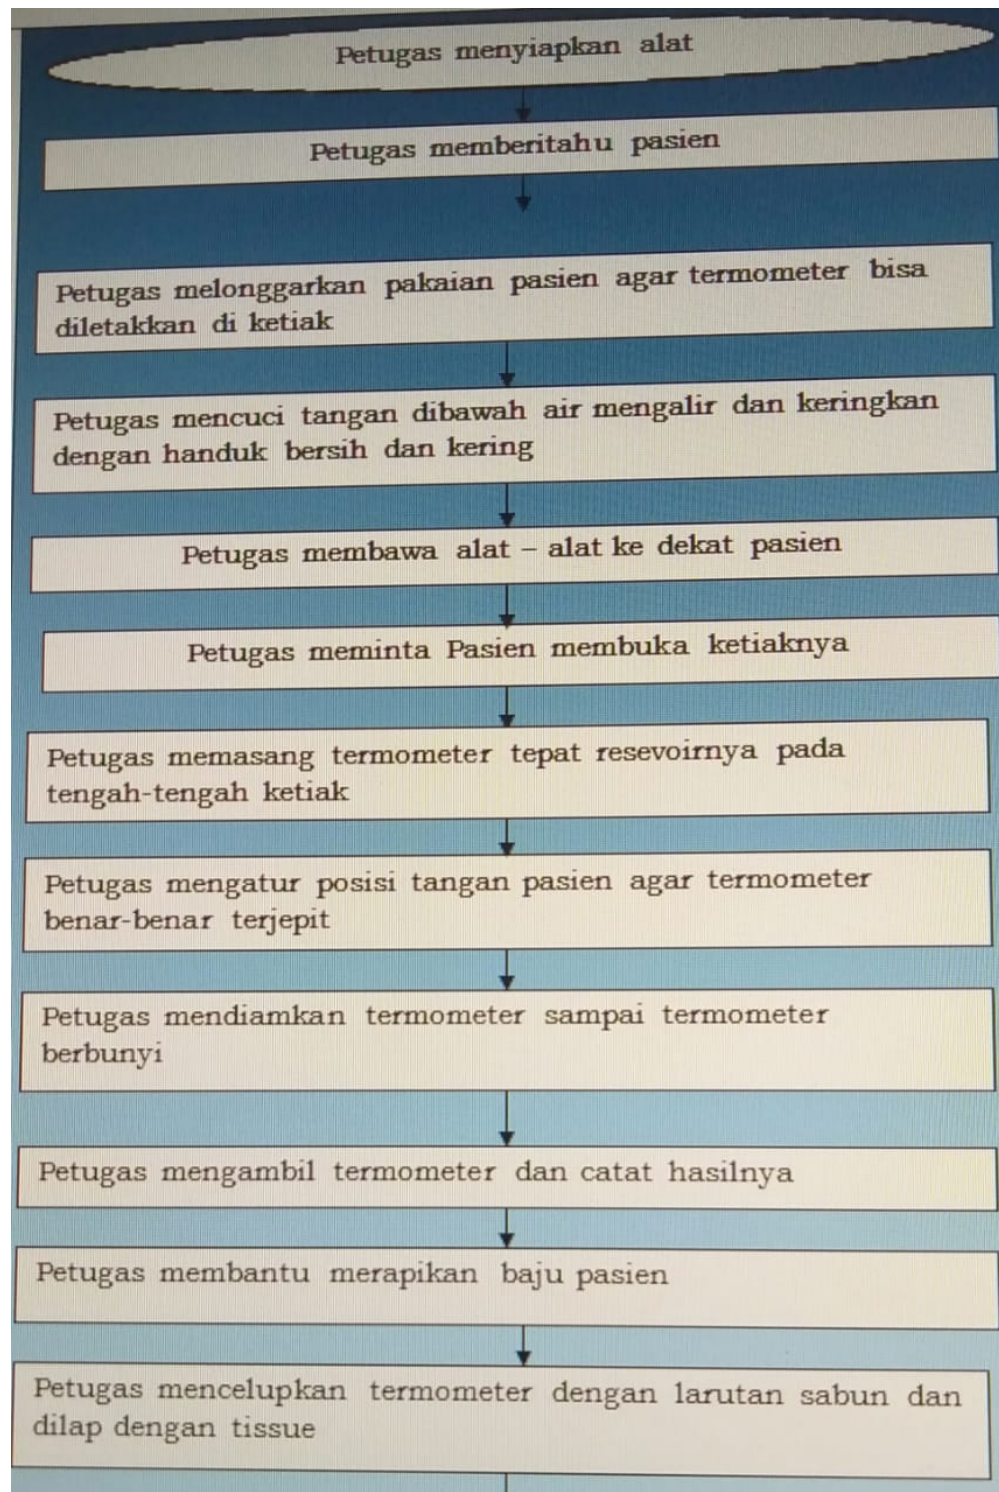 Petugas menyiapkan alat
Petugas memberitahu pasien
Petugas melonggarkan pakaian pasien agar termometer bisa
diletakkan di ketiak
Petugas mencuci tangan dibawah air mengalir dan keringkan
dengan handuk bersih dan kering
Petugas membawa alat – alat ke dekat pasien
Petugas meminta Pasien membuka ketiaknya
Petugas memasang termometer tepat resevoirnya pada
tengah-tengah ketiak
Petugas mengatur posisi tangan pasien agar termometer
benar-benar terjepit
Petugas mendiamkan termometer sampai termometer
berbunyi
Petugas mengambil termometer dan catat hasilnya
Petugas membantu merapikan baju pasien
Petugas mencelupkan termometer dengan larutan sabun dan
dilap dengan tissue